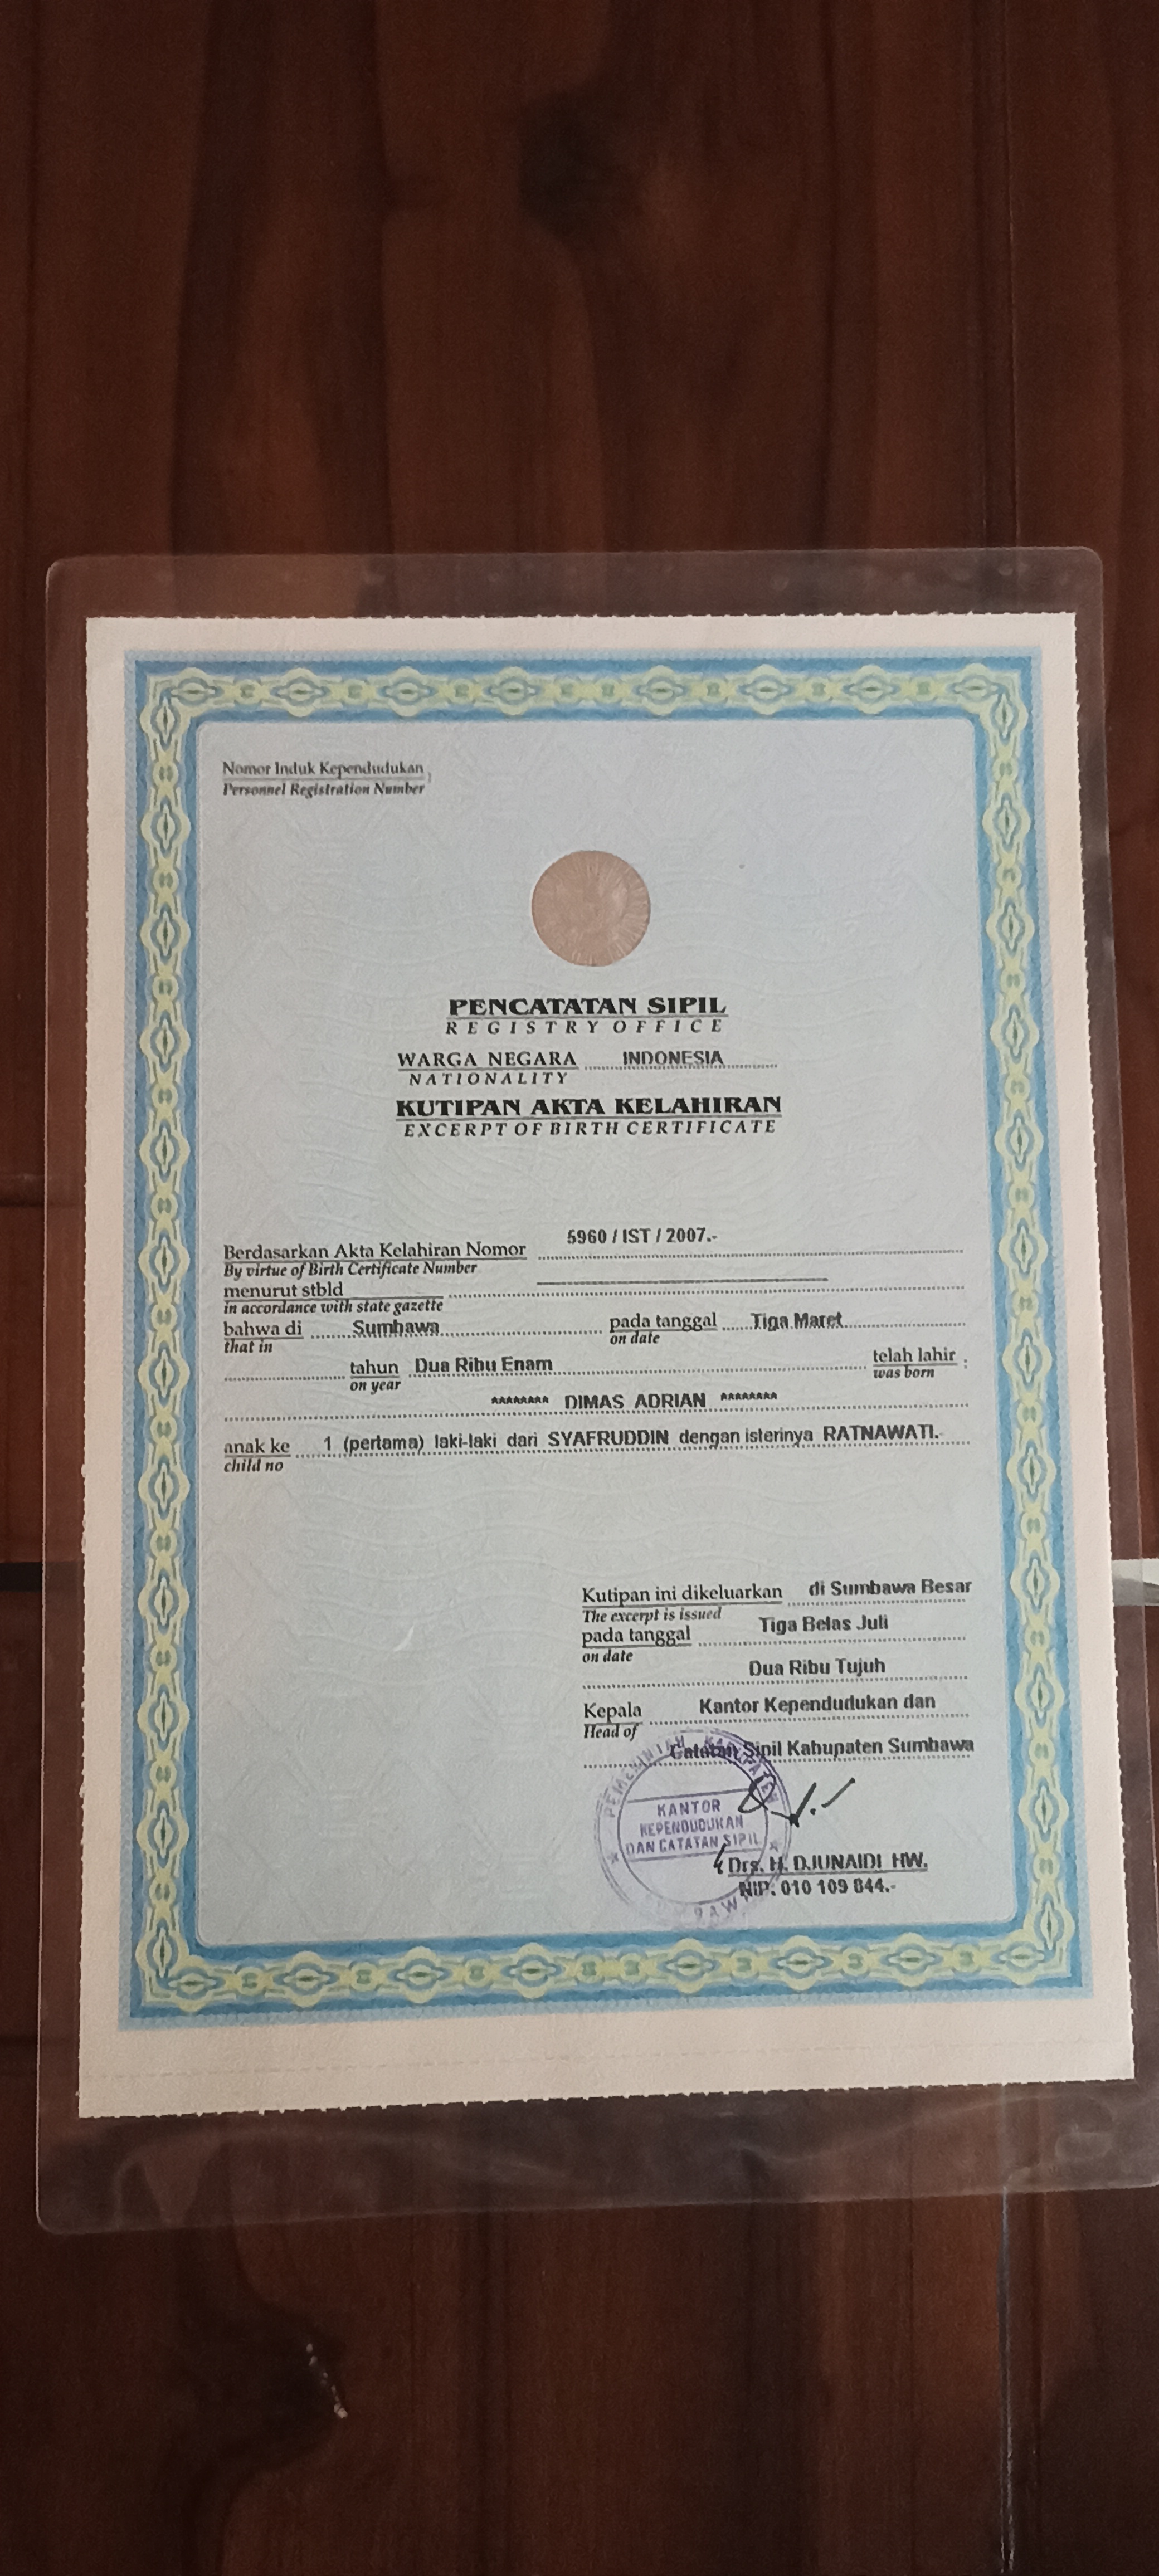 Nomor Induk Kependudukan
Personnel Registration Number
PENCATATAN SIPIL
REGISTRY OFFICE
WARGA NEGARA INDONESIA
NATIONALITY
KUTIPAN AKTA KELAHIRAN
EXCERPT OF BIRTH CERTIFICATE
5960 / IST / 2007.-
Berdasarkan Akta Kelahiran Nomor
By virtue of Birth Certificate Number
menurut stbld
in accordance with state gazette
bahwa di Sumbawa pada tanggal Tiga Maret
that in on date
tahun Dua Ribu Enam telah lahir :
on year was born
******** DIMAS ADRIAN ********
anak ke 1 (pertama) laki-laki dari SYAFRUDDIN dengan isterinya RATNAWATI.-
child no
Kutipan ini dikeluarkan di Sumbawa Besar
The excerpt is issued
pada tanggal Tiga Belas Juli
on date
Dua Ribu Tujuh
Kepala Kantor Kependudukan dan
Head of
Catatan Sipil Kabupaten Sumbawa
PEMERINTAH KABUPATEN
KANTOR
KEPENDUDUKAN
DAN CATATAN SIPIL
Drs. H. DJUNAIDI HW.
NIP. 010 109 844.-